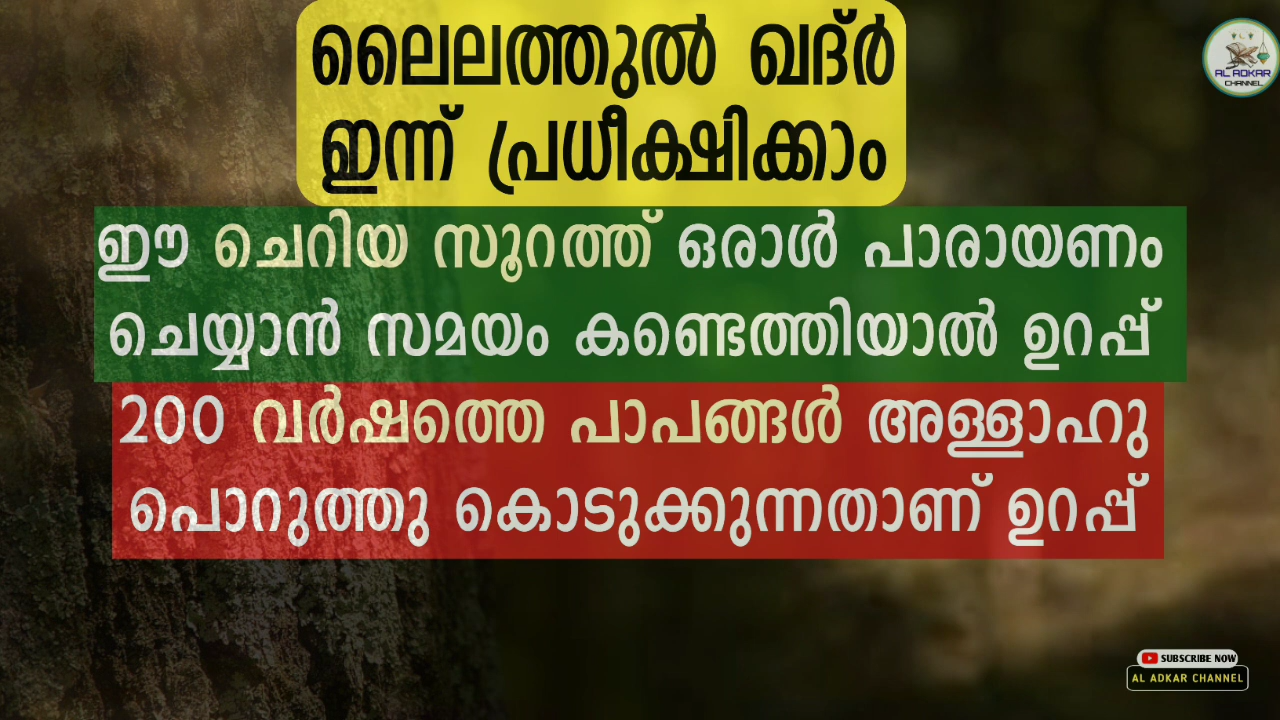 ലൈലത്തുൽ ഖദ്ർ
ഇന്ന് പ്രധീക്ഷിക്കാം
ഈ ചെറിയ സൂറത്ത് ഒരാൾ പാരായണം
ചെയ്യാൻ സമയം കണ്ടെത്തിയാൽ ഉറപ്പ്
200 വർഷത്തെ പാപങ്ങൾ അള്ളാഹു
പൊറുത്തു കൊടുക്കുന്നതാണ് ഉറപ്പ്
AL ADKAR
CHANNEL
SUBSCRIBE NOW
AL ADKAR CHANNEL